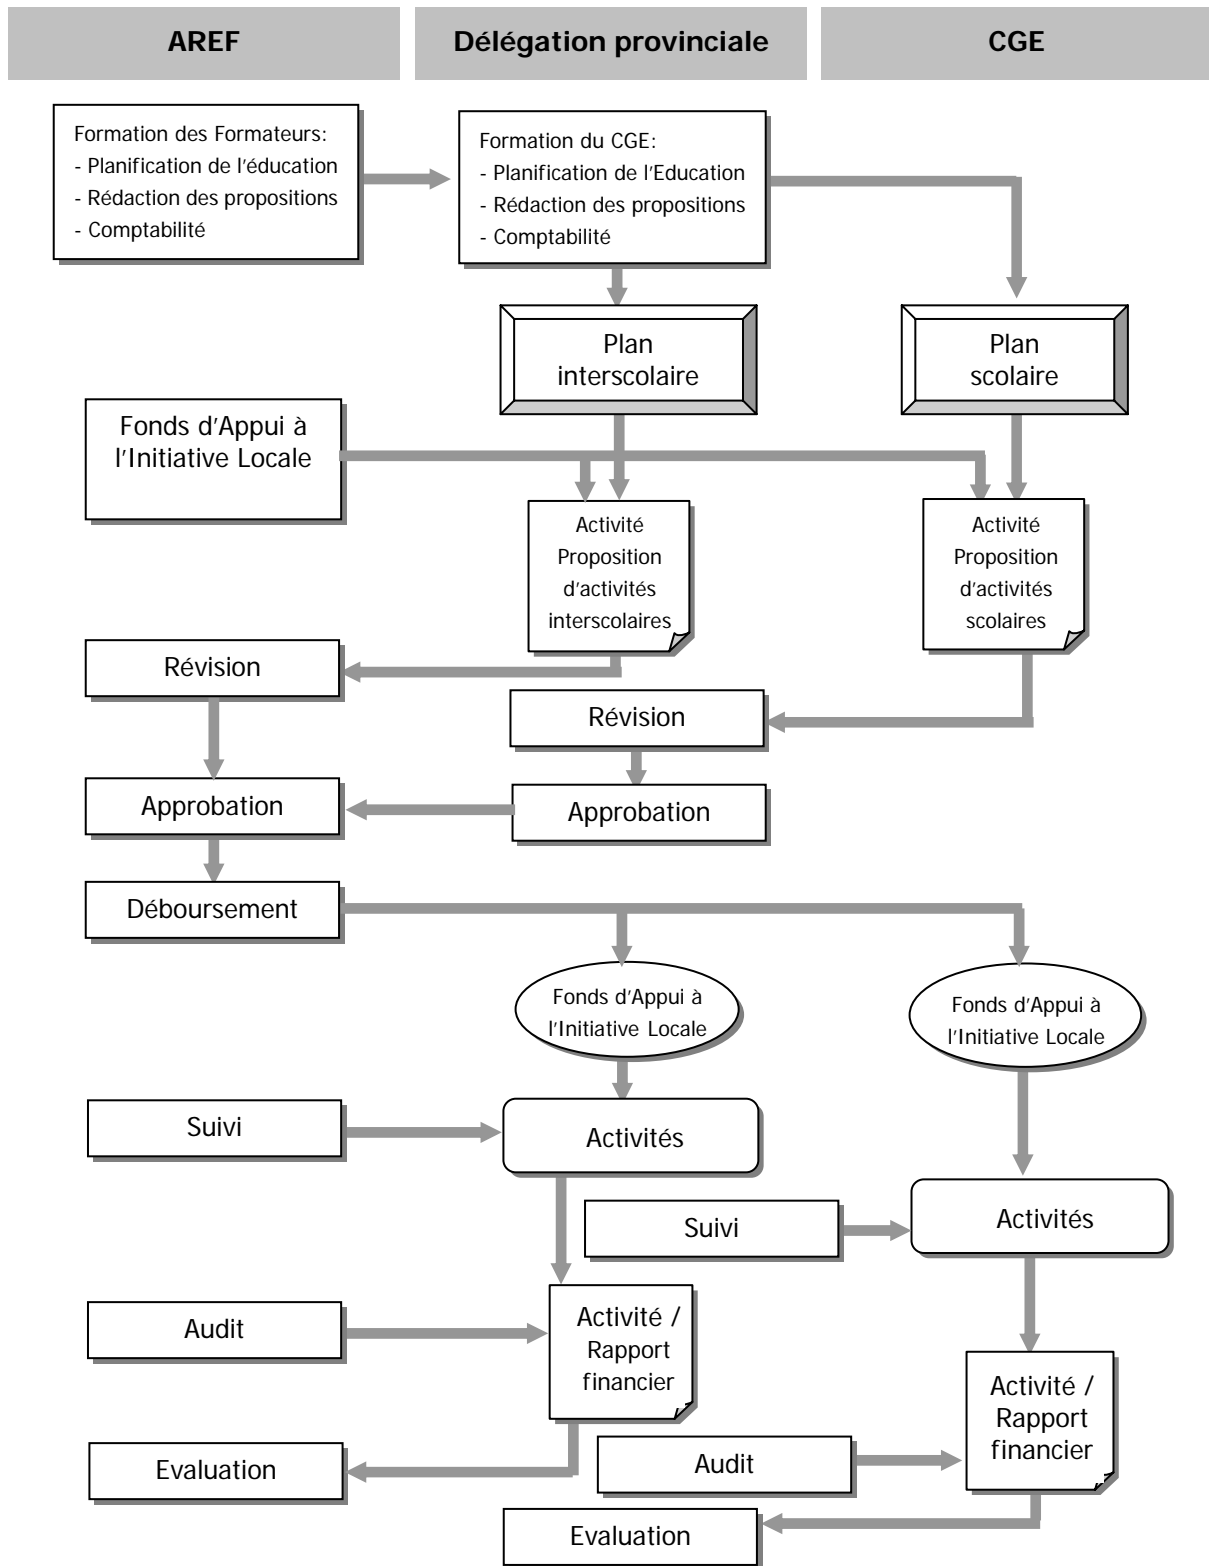 AREF
Délégation provinciale
CGE
Formation des Formateurs:
- Planification de l'éducation
- Rédaction des propositions
- Comptabilité
Formation du CGE:
- Planification de l'Education
- Rédaction des propositions
- Comptabilité
Plan
interscolaire
Plan
scolaire
Fonds d'Appui à
l'Initiative Locale
Activité
Proposition
d'activités
interscolaires
Activité
Proposition
d'activités
scolaires
Révision
Révision
Approbation
Approbation
Déboursement
Fonds d'Appui à
l'Initiative Locale
Fonds d'Appui à
l'Initiative Locale
Suivi
Activités
Suivi
Activités
Audit
Activité /
Rapport
financier
Activité /
Rapport
financier
Evaluation
Audit
Evaluation